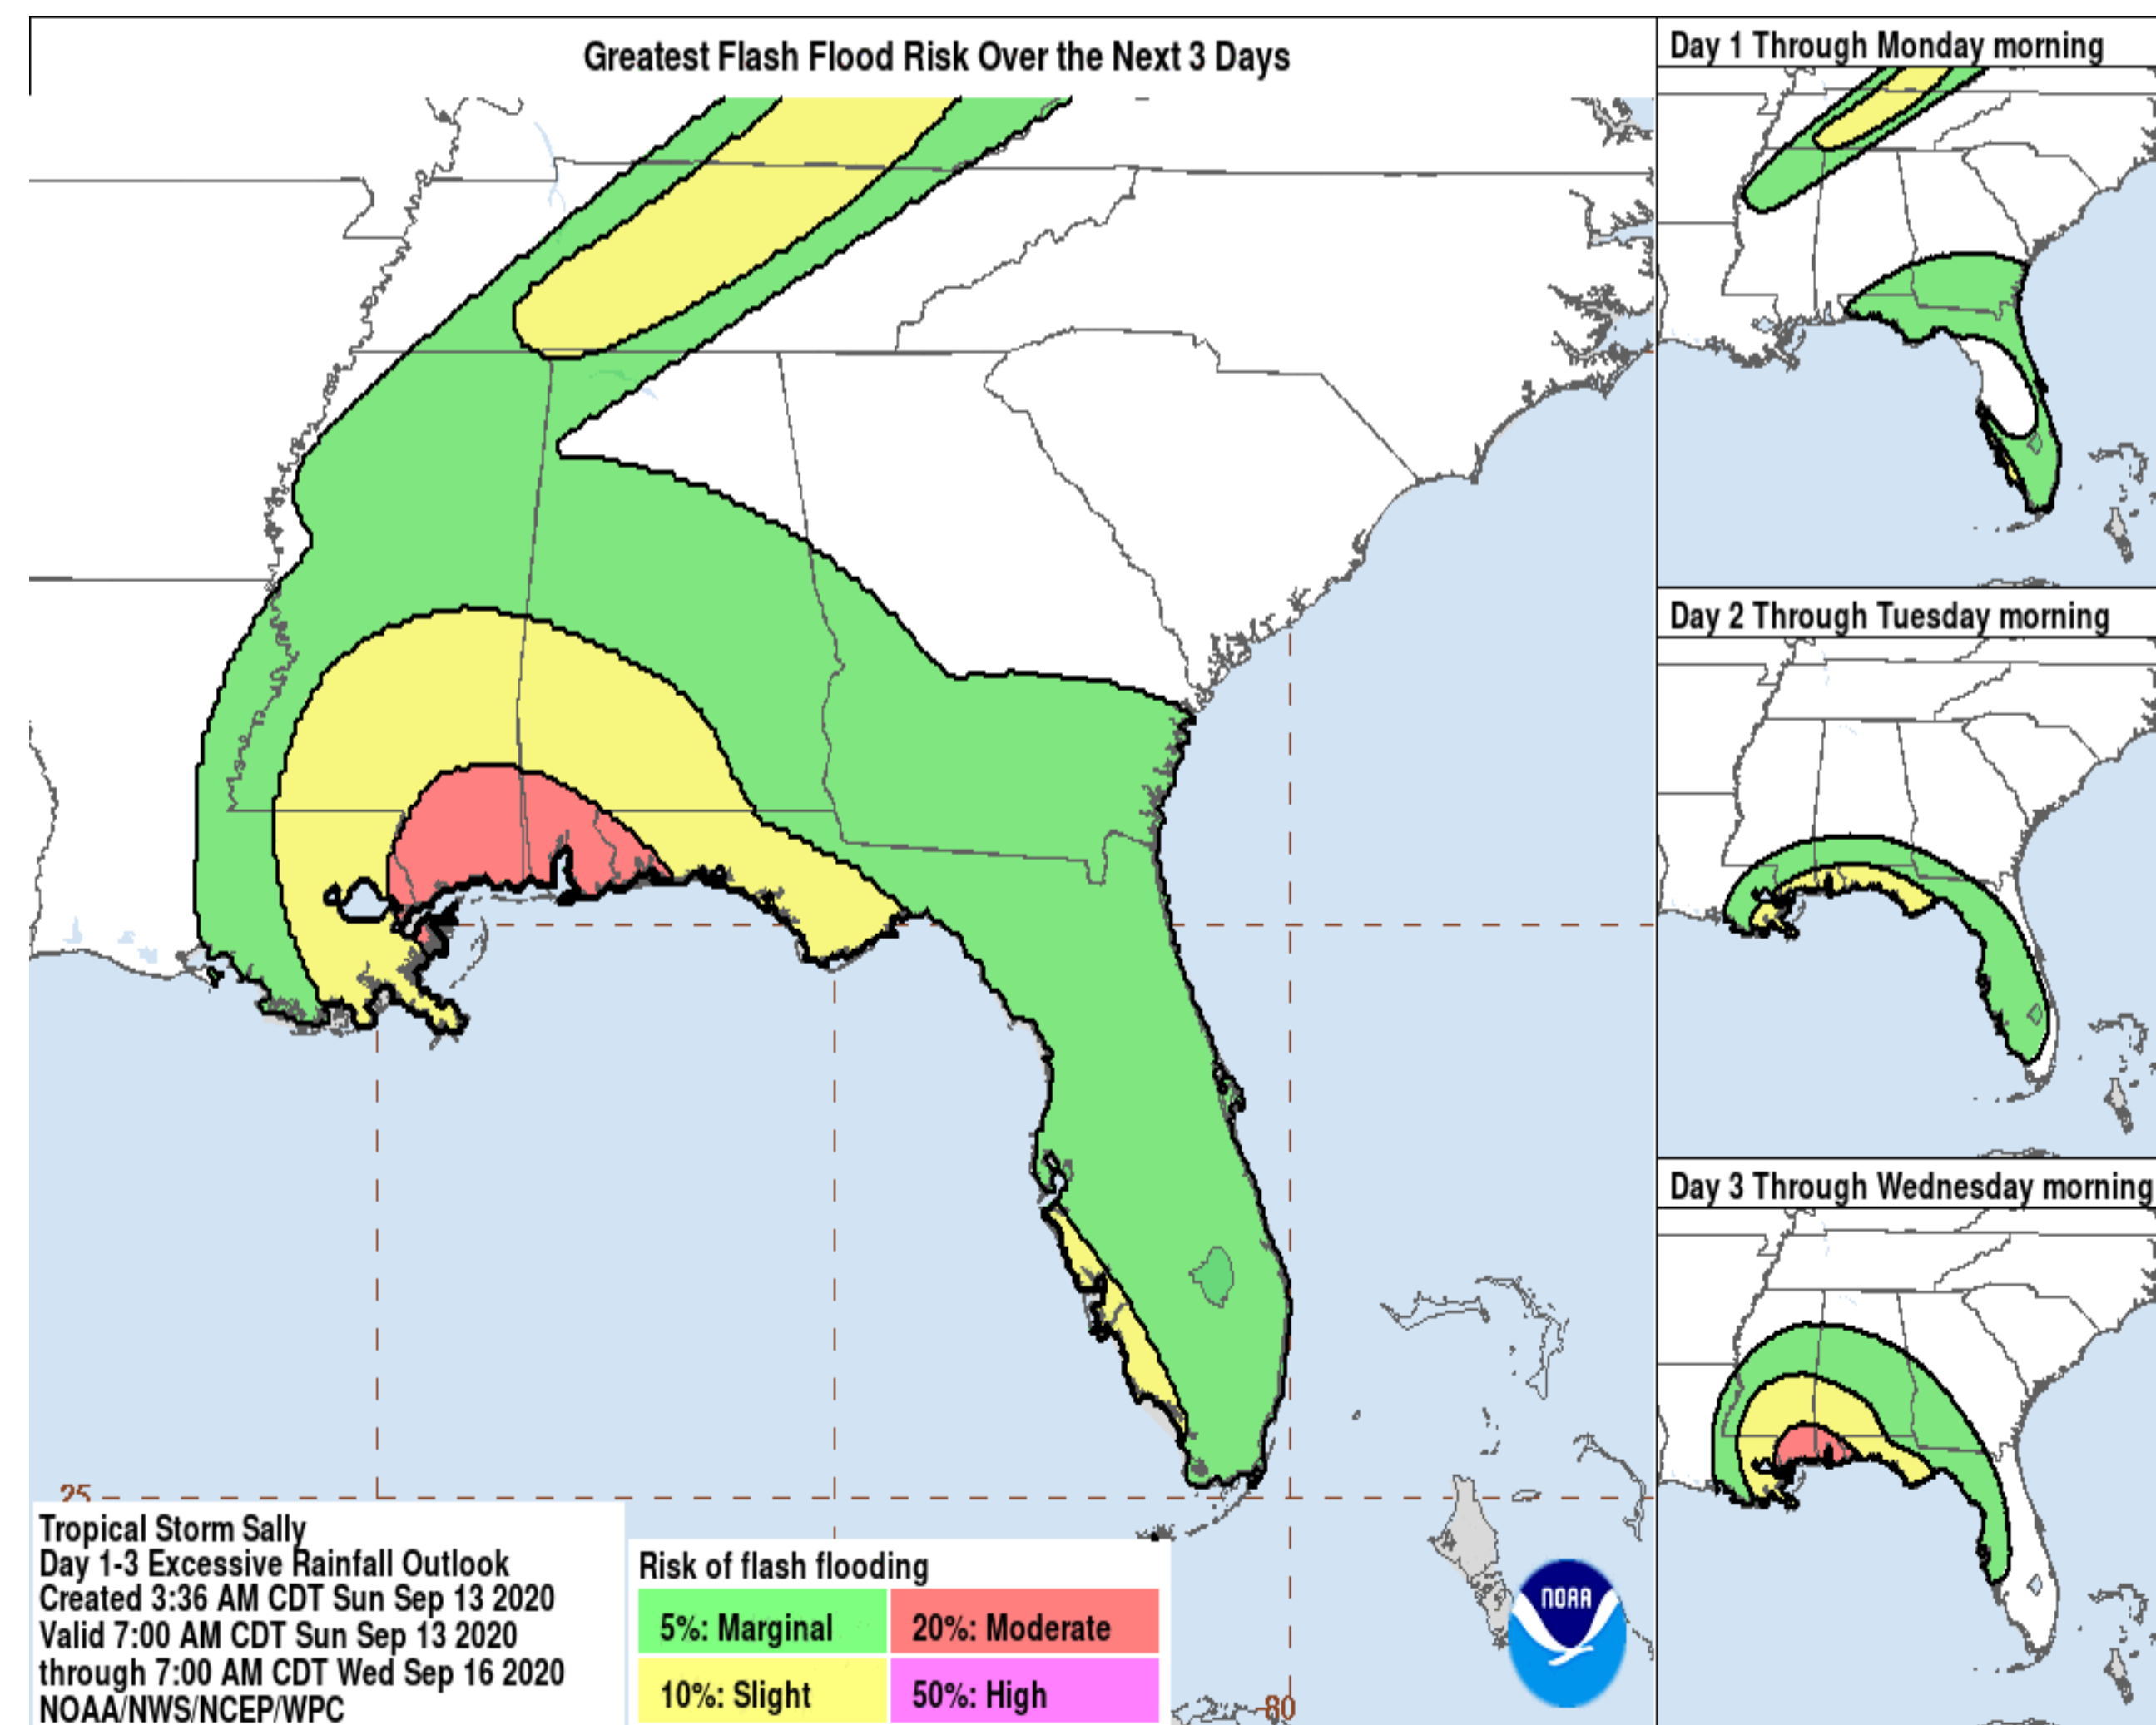 Greatest Flash Flood Risk Over the Next 3 Days
Day 1 Through Monday morning
Day 2 Through Tuesday morning
Day 3 Through Wednesday morning
25
80
Tropical Storm Sally
Day 1-3 Excessive Rainfall Outlook
Created 3:36 AM CDT Sun Sep 13 2020
Valid 7:00 AM CDT Sun Sep 13 2020
through 7:00 AM CDT Wed Sep 16 2020
NOAA/NWS/NCEP/WPC
Risk of flash flooding
5%: Marginal
20%: Moderate
10%: Slight
50%: High
NOAA